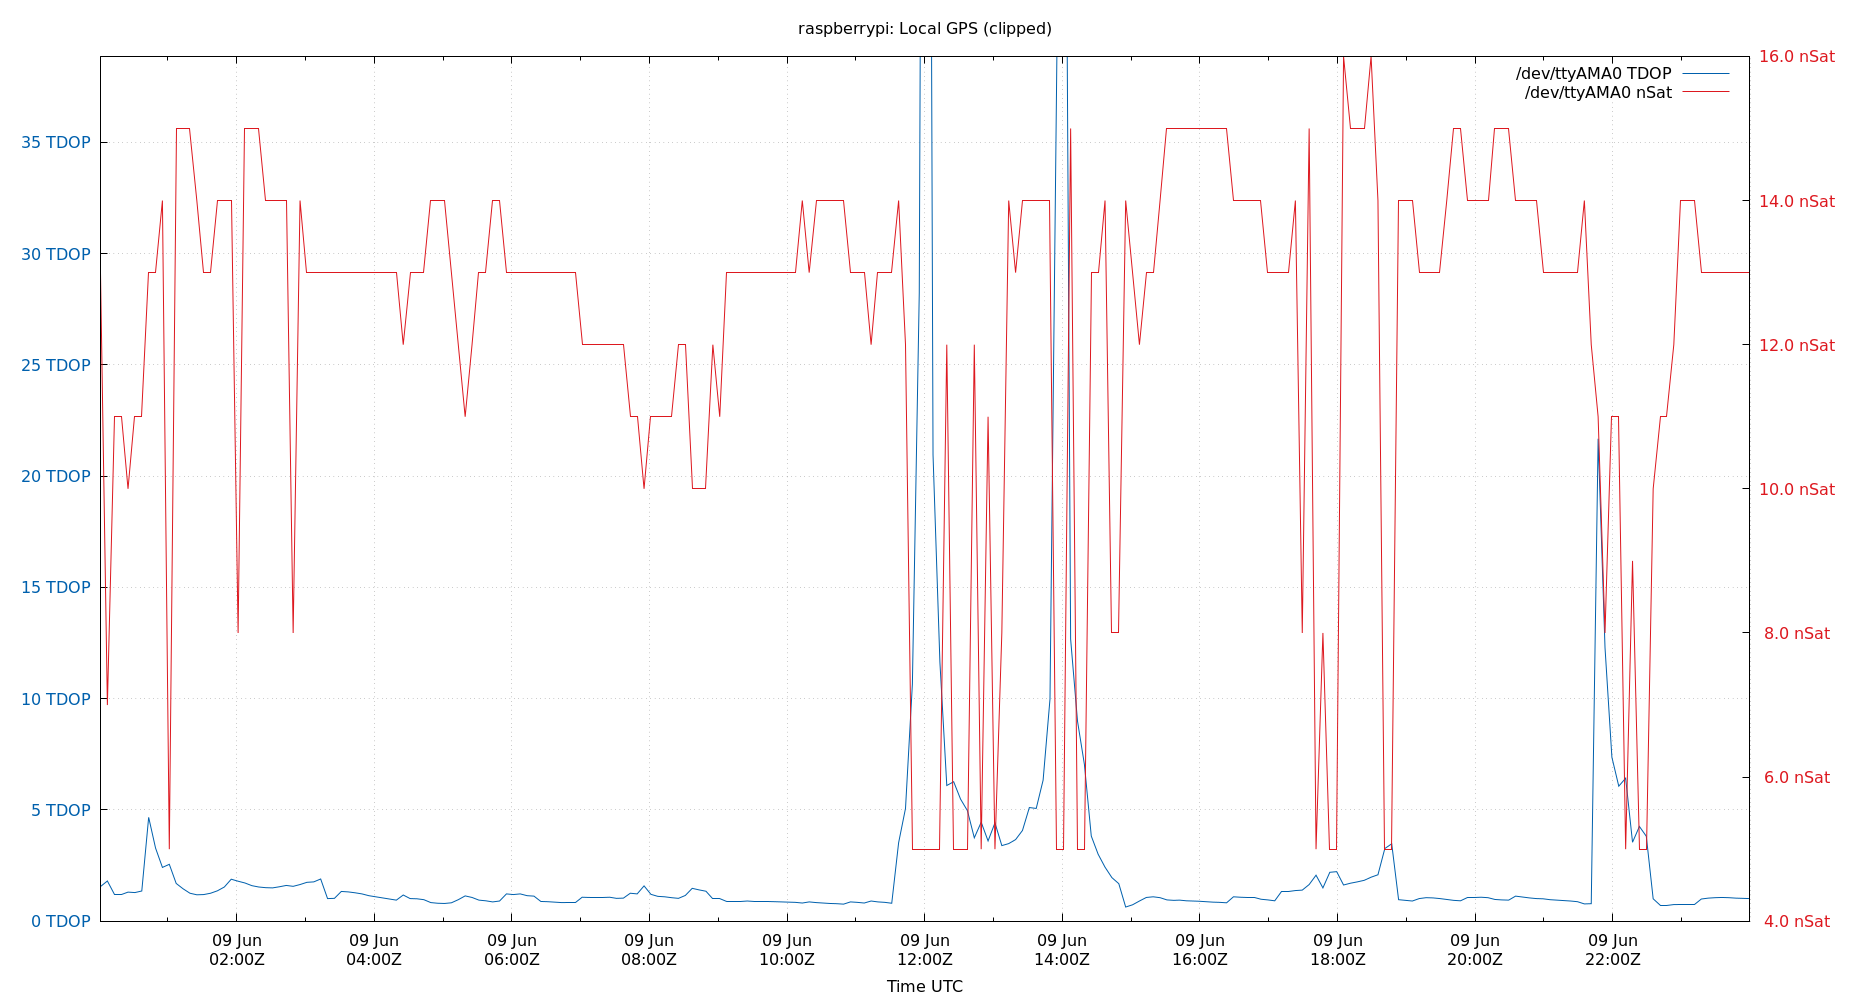 raspberrypi: Local GPS (clipped)
/dev/ttyAMA0 TDOP
/dev/ttyAMA0 nSat
35 TDOP
30 TDOP
25 TDOP
20 TDOP
15 TDOP
10 TDOP
5 TDOP
0 TDOP
16.0 nSat
14.0 nSat
12.0 nSat
10.0 nSat
8.0 nSat
6.0 nSat
4.0 nSat
09 Jun
02:00Z
09 Jun
04:00Z
09 Jun
06:00Z
09 Jun
08:00Z
09 Jun
10:00Z
09 Jun
12:00Z
09 Jun
14:00Z
09 Jun
16:00Z
09 Jun
18:00Z
09 Jun
20:00Z
09 Jun
22:00Z
Time UTC